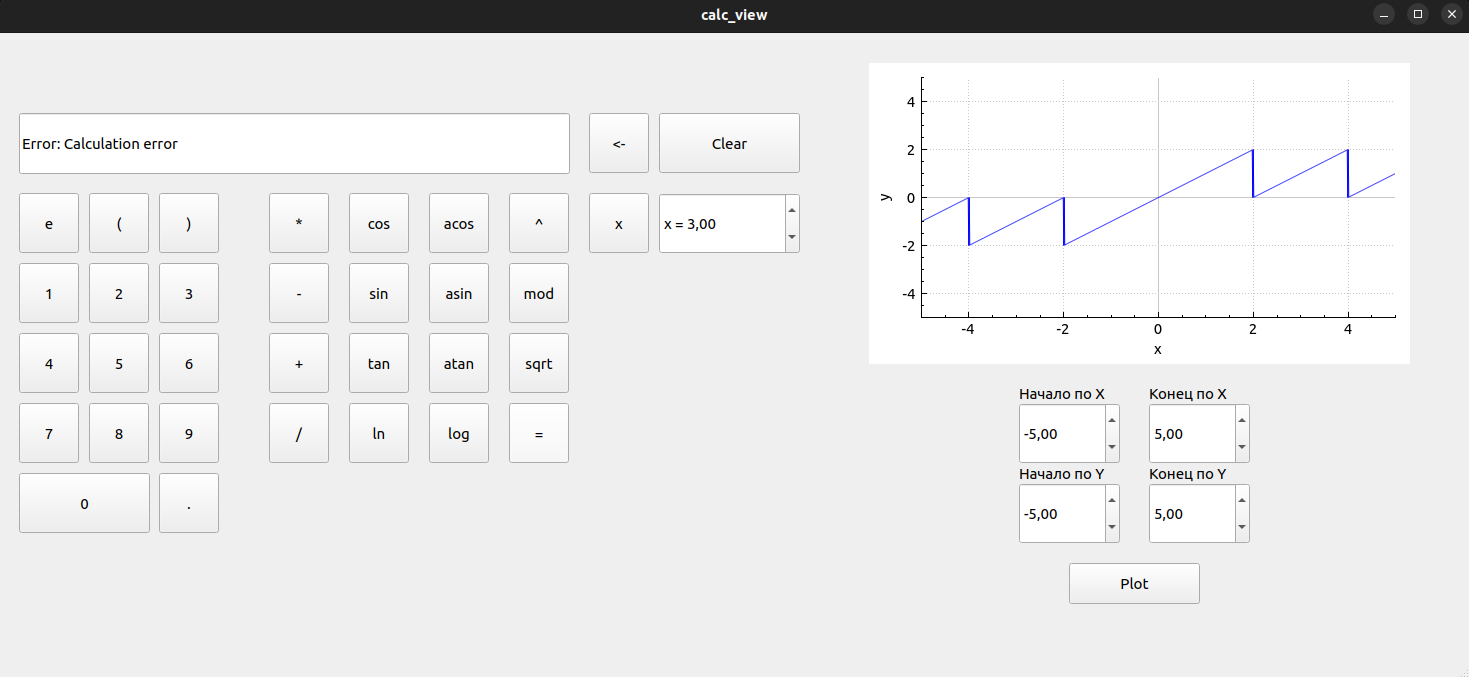 calc_view
Error: Calculation error
<-
Clear
e
(
)
*
cos
acos
^
x
x = 3,00
1
2
3
-
sin
asin
mod
4
5
6
+
tan
atan
sqrt
7
8
9
/
ln
log
=
0
.
4
2
0
-2
-4
y
-4
-2
0
2
4
x
Начало по X
Конец по X
-5,00
5,00
Начало по Y
Конец по Y
-5,00
5,00
Plot